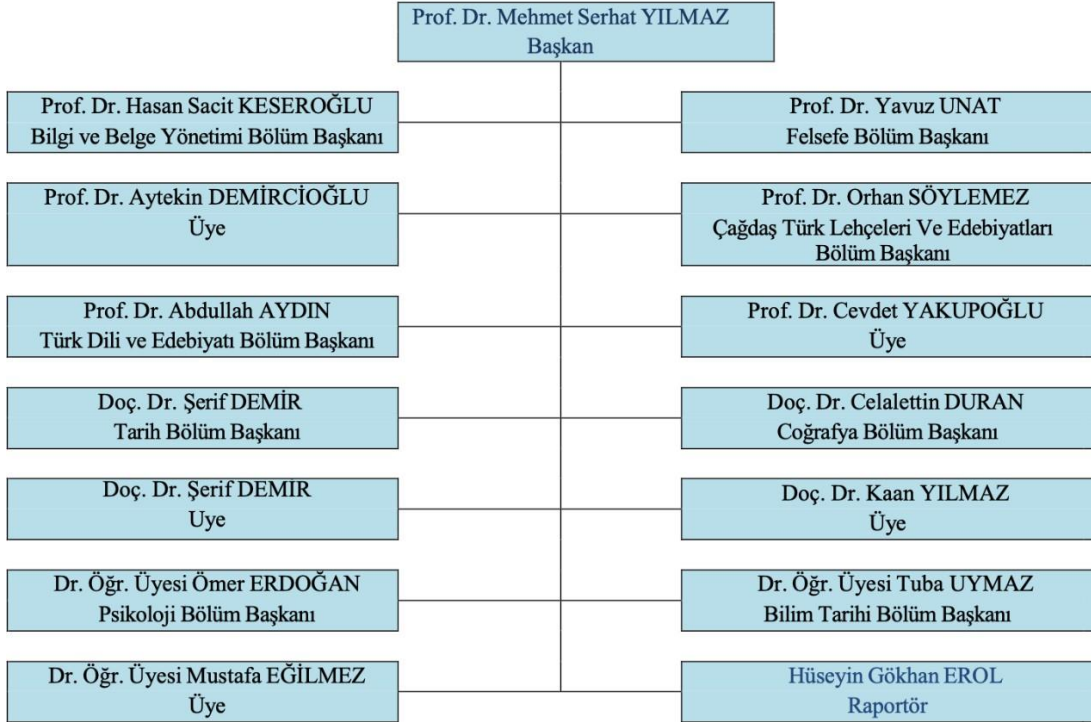 Prof. Dr. Mehmet Serhat YILMAZ
Başkan
Prof. Dr. Hasan Sacit KESEROĞLU
Bilgi ve Belge Yönetimi Bölüm Başkanı
Prof. Dr. Yavuz UNAT
Felsefe Bölüm Başkanı
Prof. Dr. Aytekin DEMİRCİOĞLU
Üye
Prof. Dr. Orhan SÖYLEMEZ
Çağdaş Türk Lehçeleri Ve Edebiyatları
Bölüm Başkanı
Prof. Dr. Abdullah AYDIN
Türk Dili ve Edebiyatı Bölüm Başkanı
Prof. Dr. Cevdet YAKUPOĞLU
Üye
Doç. Dr. Şerif DEMİR
Tarih Bölüm Başkanı
Doç. Dr. Celalettin DURAN
Coğrafya Bölüm Başkanı
Doç. Dr. Şerif DEMIR
Uye
Doç. Dr. Kaan YILMAZ
Üye
Dr. Öğr. Üyesi Ömer ERDOĞAN
Psikoloji Bölüm Başkanı
Dr. Öğr. Üyesi Tuba UYMAZ
Bilim Tarihi Bölüm Başkanı
Dr. Öğr. Üyesi Mustafa EĞİLMEZ
Üye
Hüseyin Gökhan EROL
Raportör